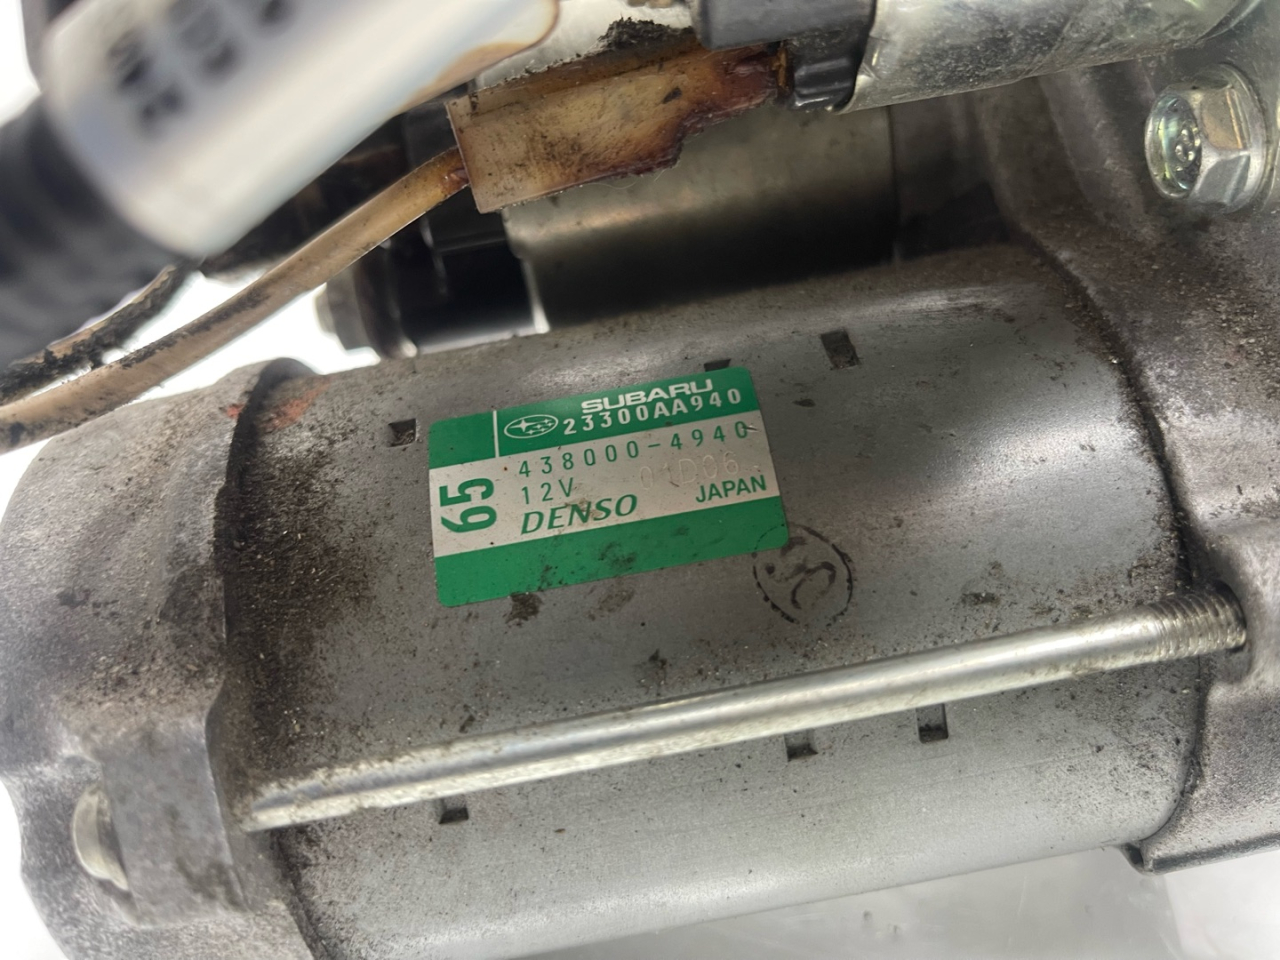 SUBARU
23300AA940
438000-4940
12V
DENSO
JAPAN
65